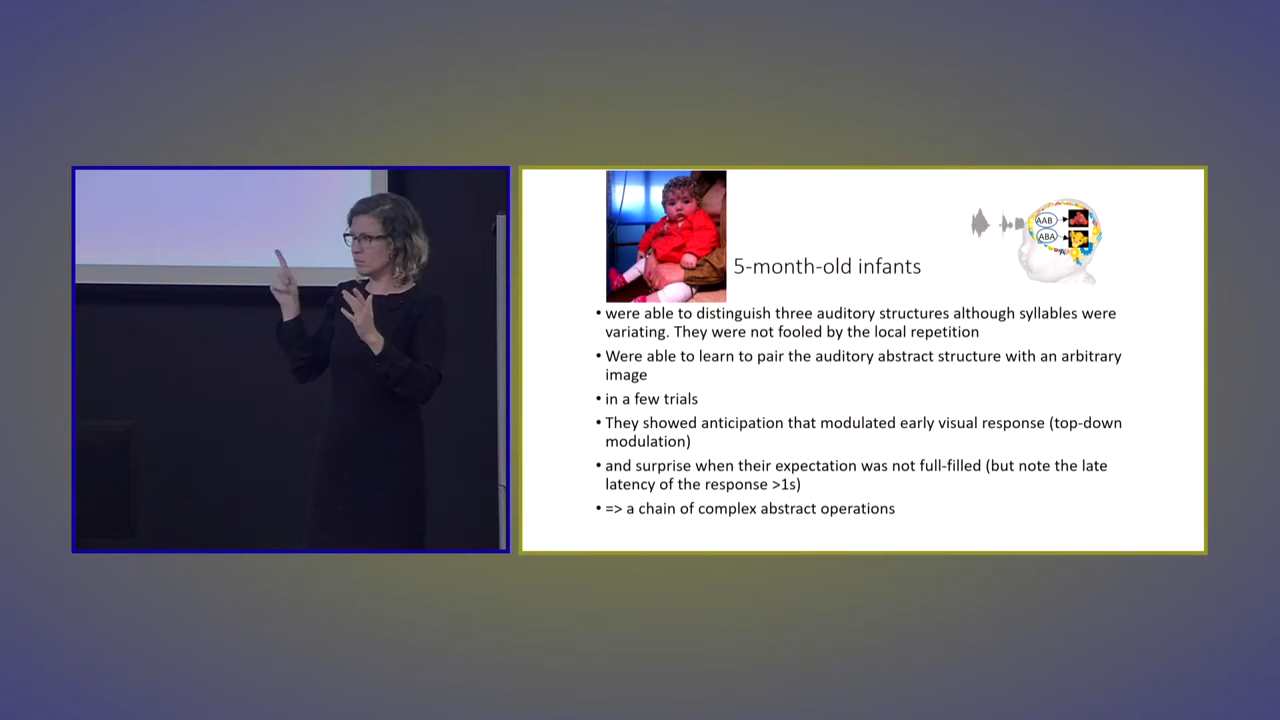 AAB
ABA
A
5-month-old infants
• were able to distinguish three auditory structures although syllables were
variating. They were not fooled by the local repetition
• Were able to learn to pair the auditory abstract structure with an arbitrary
image
• in a few trials
• They showed anticipation that modulated early visual response (top-down
modulation)
• and surprise when their expectation was not full-filled (but note the late
latency of the response >1s)
• => a chain of complex abstract operations